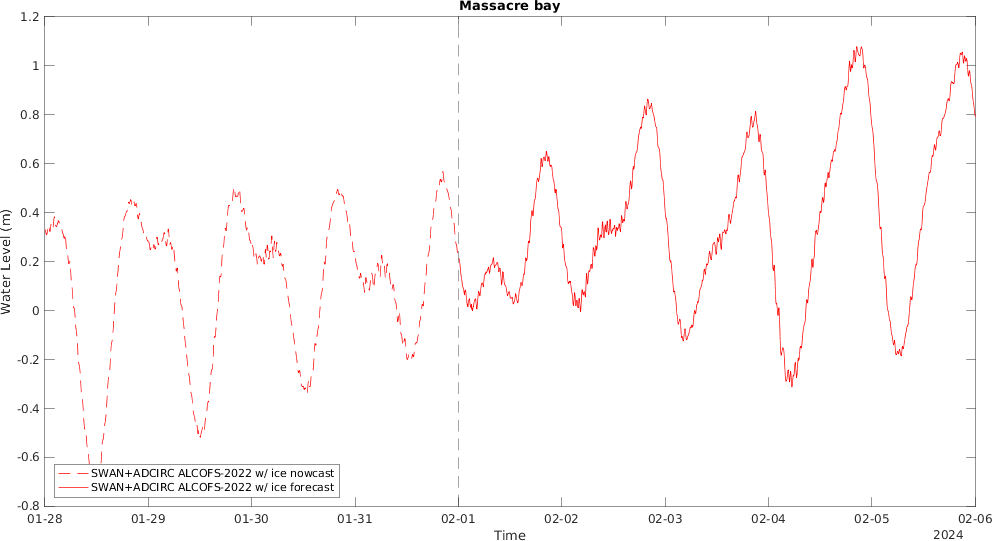 Massacre bay
1.2
1
0.8
0.6
0.4
0.2
0
-0.2
-0.4
-0.6
-0.8
Water Level (m)
SWAN+ADCIRC ALCOFS-2022 w/ ice nowcast
SWAN+ADCIRC ALCOFS-2022 w/ ice forecast
01-28 01-29 01-30 01-31 02-01 02-02 02-03 02-04 02-05 02-06
Time
2024